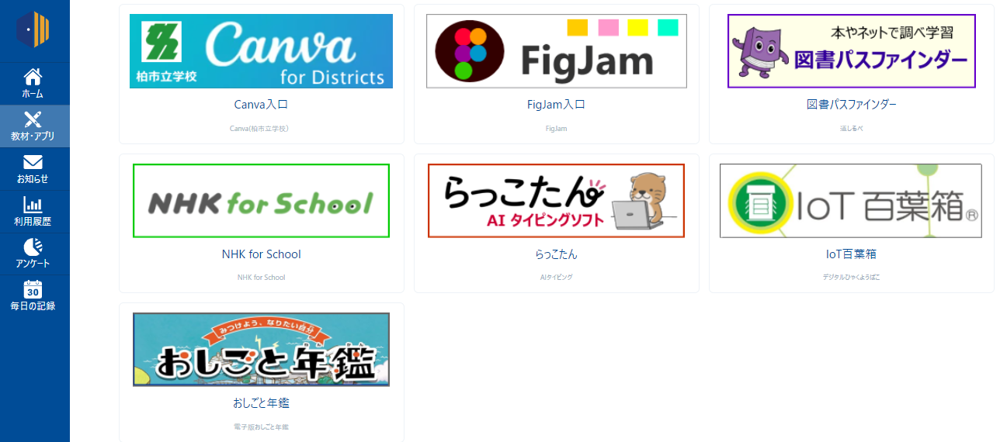 ホーム
教材・アプリ
お知らせ
利用履歴
アンケート
30
毎日の記録
柏市立学校
Canva
for Districts
Canva入口
Canva(柏市立学校)
FigJam
FigJam入口
FigJam
本やネットで調べ学習
図書パスファインダー
図書パスファインダー
道しるべ
NHK for School
NHK for School
NHK for School
らっこたん
AI タイピングソフト
らっこたん
AIタイピング
IoT 百葉箱®
IoT百葉箱
デジタルひゃくようばこ
みつけよう、なりたい自分
おしごと年鑑
おしごと年鑑
電子版おしごと年鑑